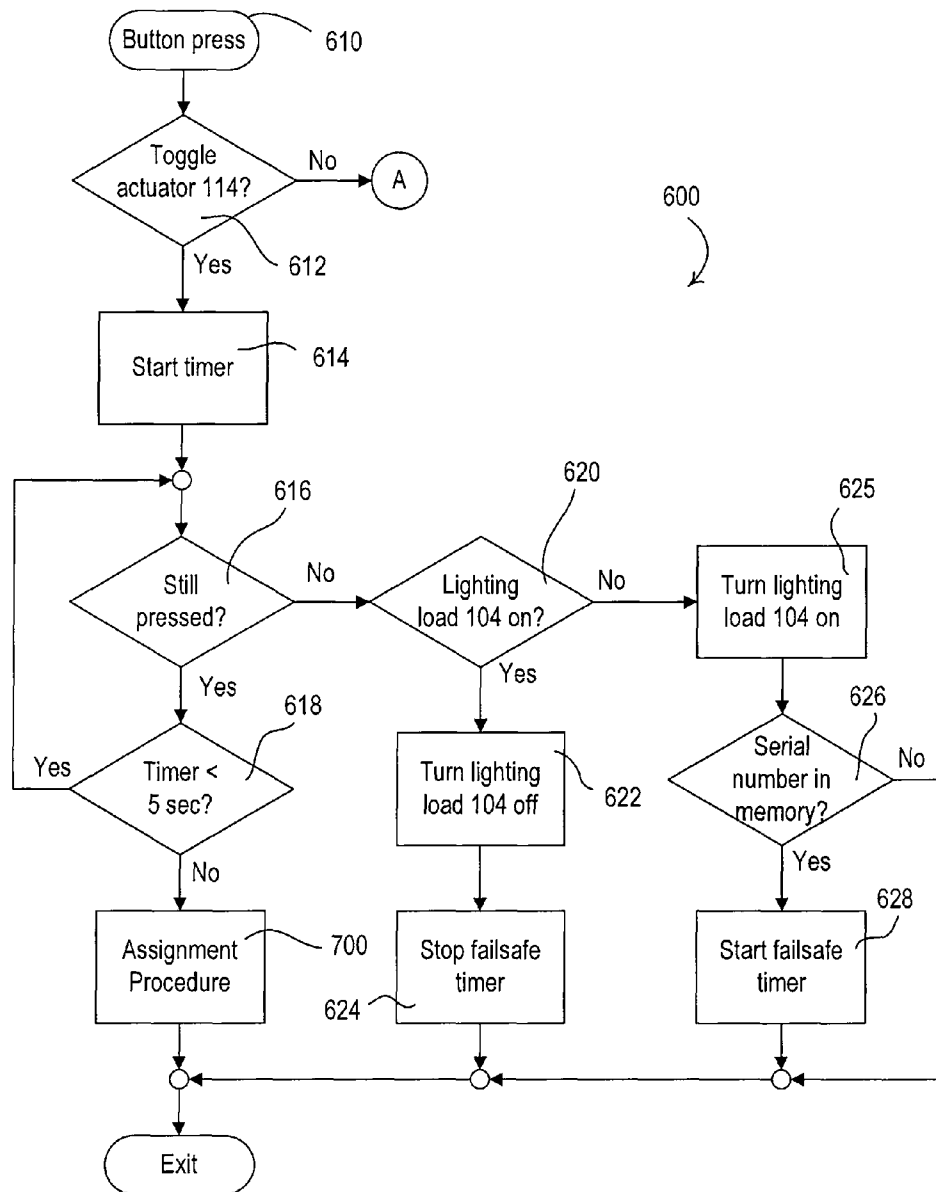 Button press
610
Toggle
actuator 114?
No
A
612
Yes
600
Start timer
614
616
620
625
Still
pressed?
No
Lighting
load 104 on?
No
Turn lighting
load 104 on
Yes
Yes
618
626
Yes
Timer <
5 sec?
Turn lighting
load 104 off
622
Serial
number in
memory?
No
No
Yes
Assignment
Procedure
700
Stop failsafe
timer
624
Start failsafe
timer
628
Exit